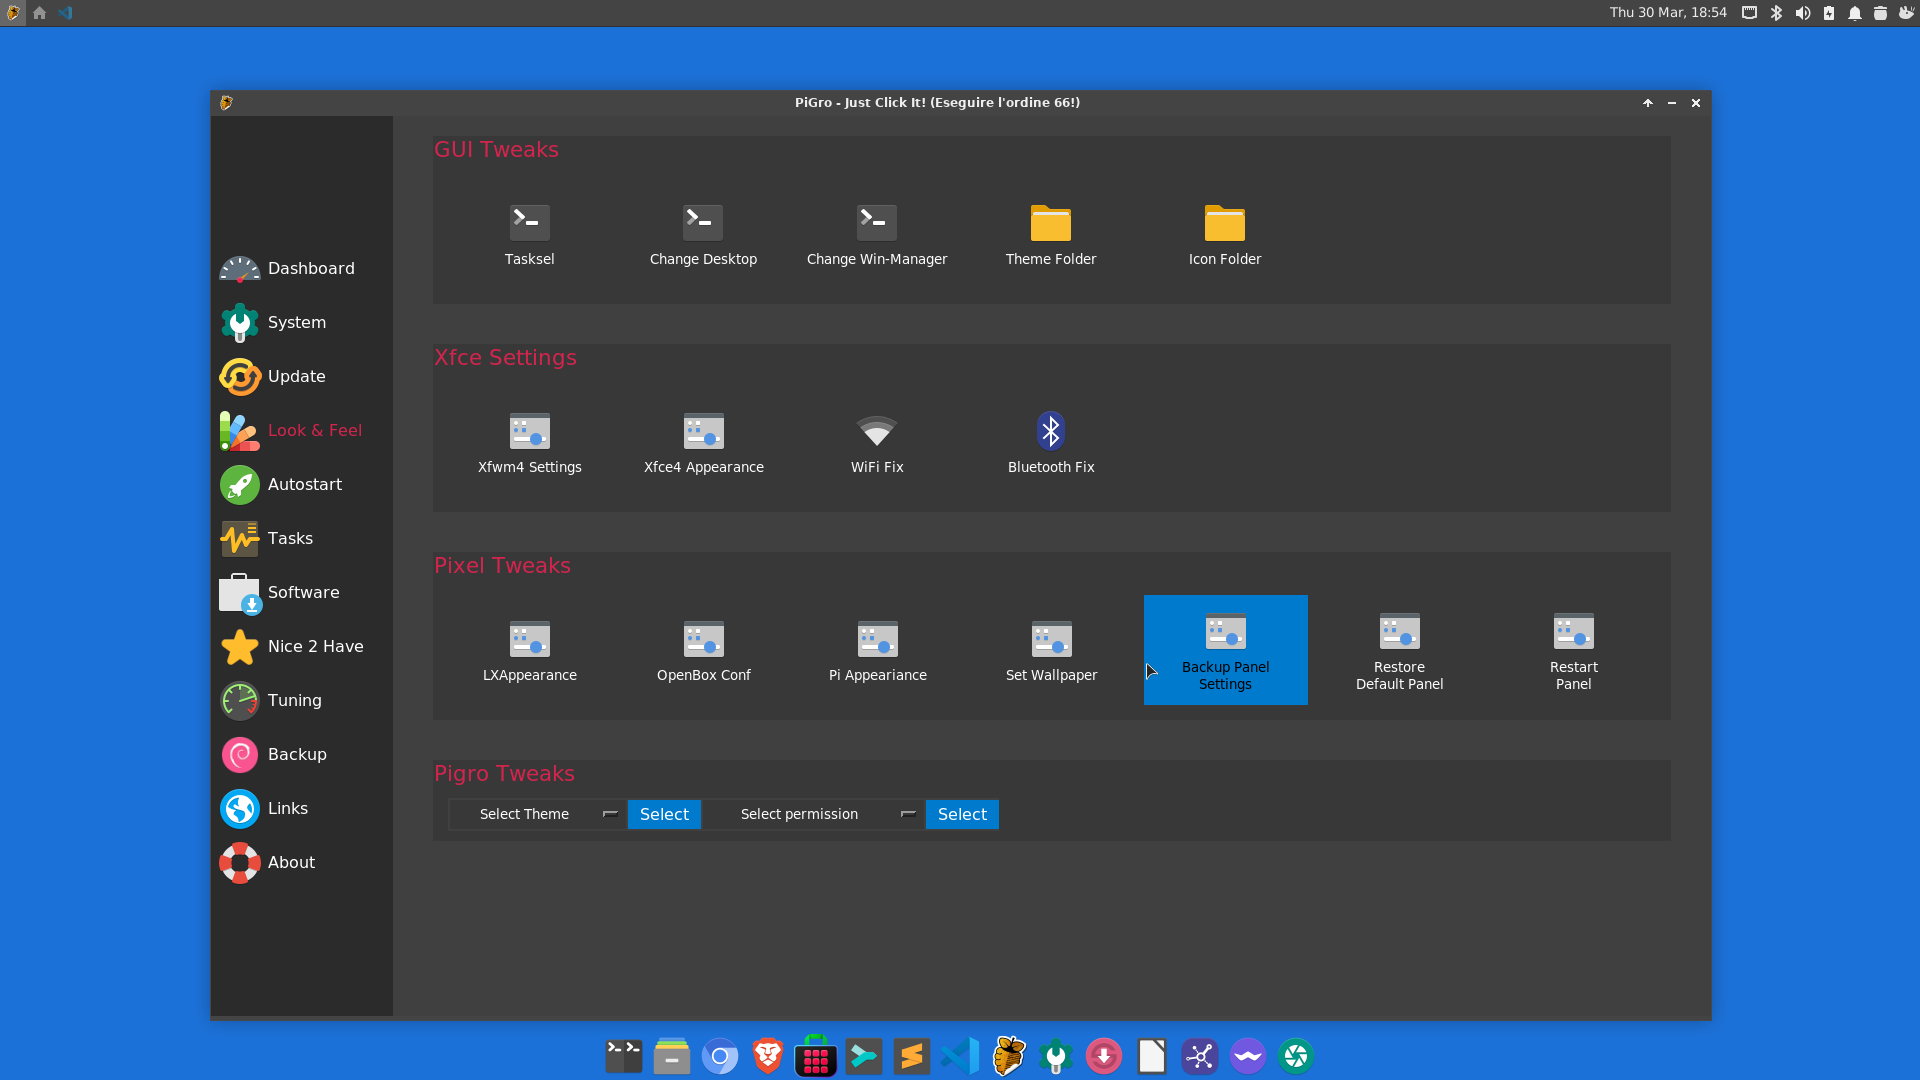 Thu 30 Mar, 18:54
PiGro - Just Click It! (Eseguire l'ordine 66!)
Dashboard
System
Update
Look & Feel
Autostart
Tasks
Software
Nice 2 Have
Tuning
Backup
Links
About
GUI Tweaks
Tasksel
Change Desktop
Change Win-Manager
Theme Folder
Icon Folder
Xfce Settings
Xfwm4 Settings
Xfce4 Appearance
WiFi Fix
Bluetooth Fix
Pixel Tweaks
LXAppearance
OpenBox Conf
Pi Appeariance
Set Wallpaper
Backup Panel
Settings
Restore
Default Panel
Restart
Panel
Pigro Tweaks
Select Theme
Select
Select permission
Select